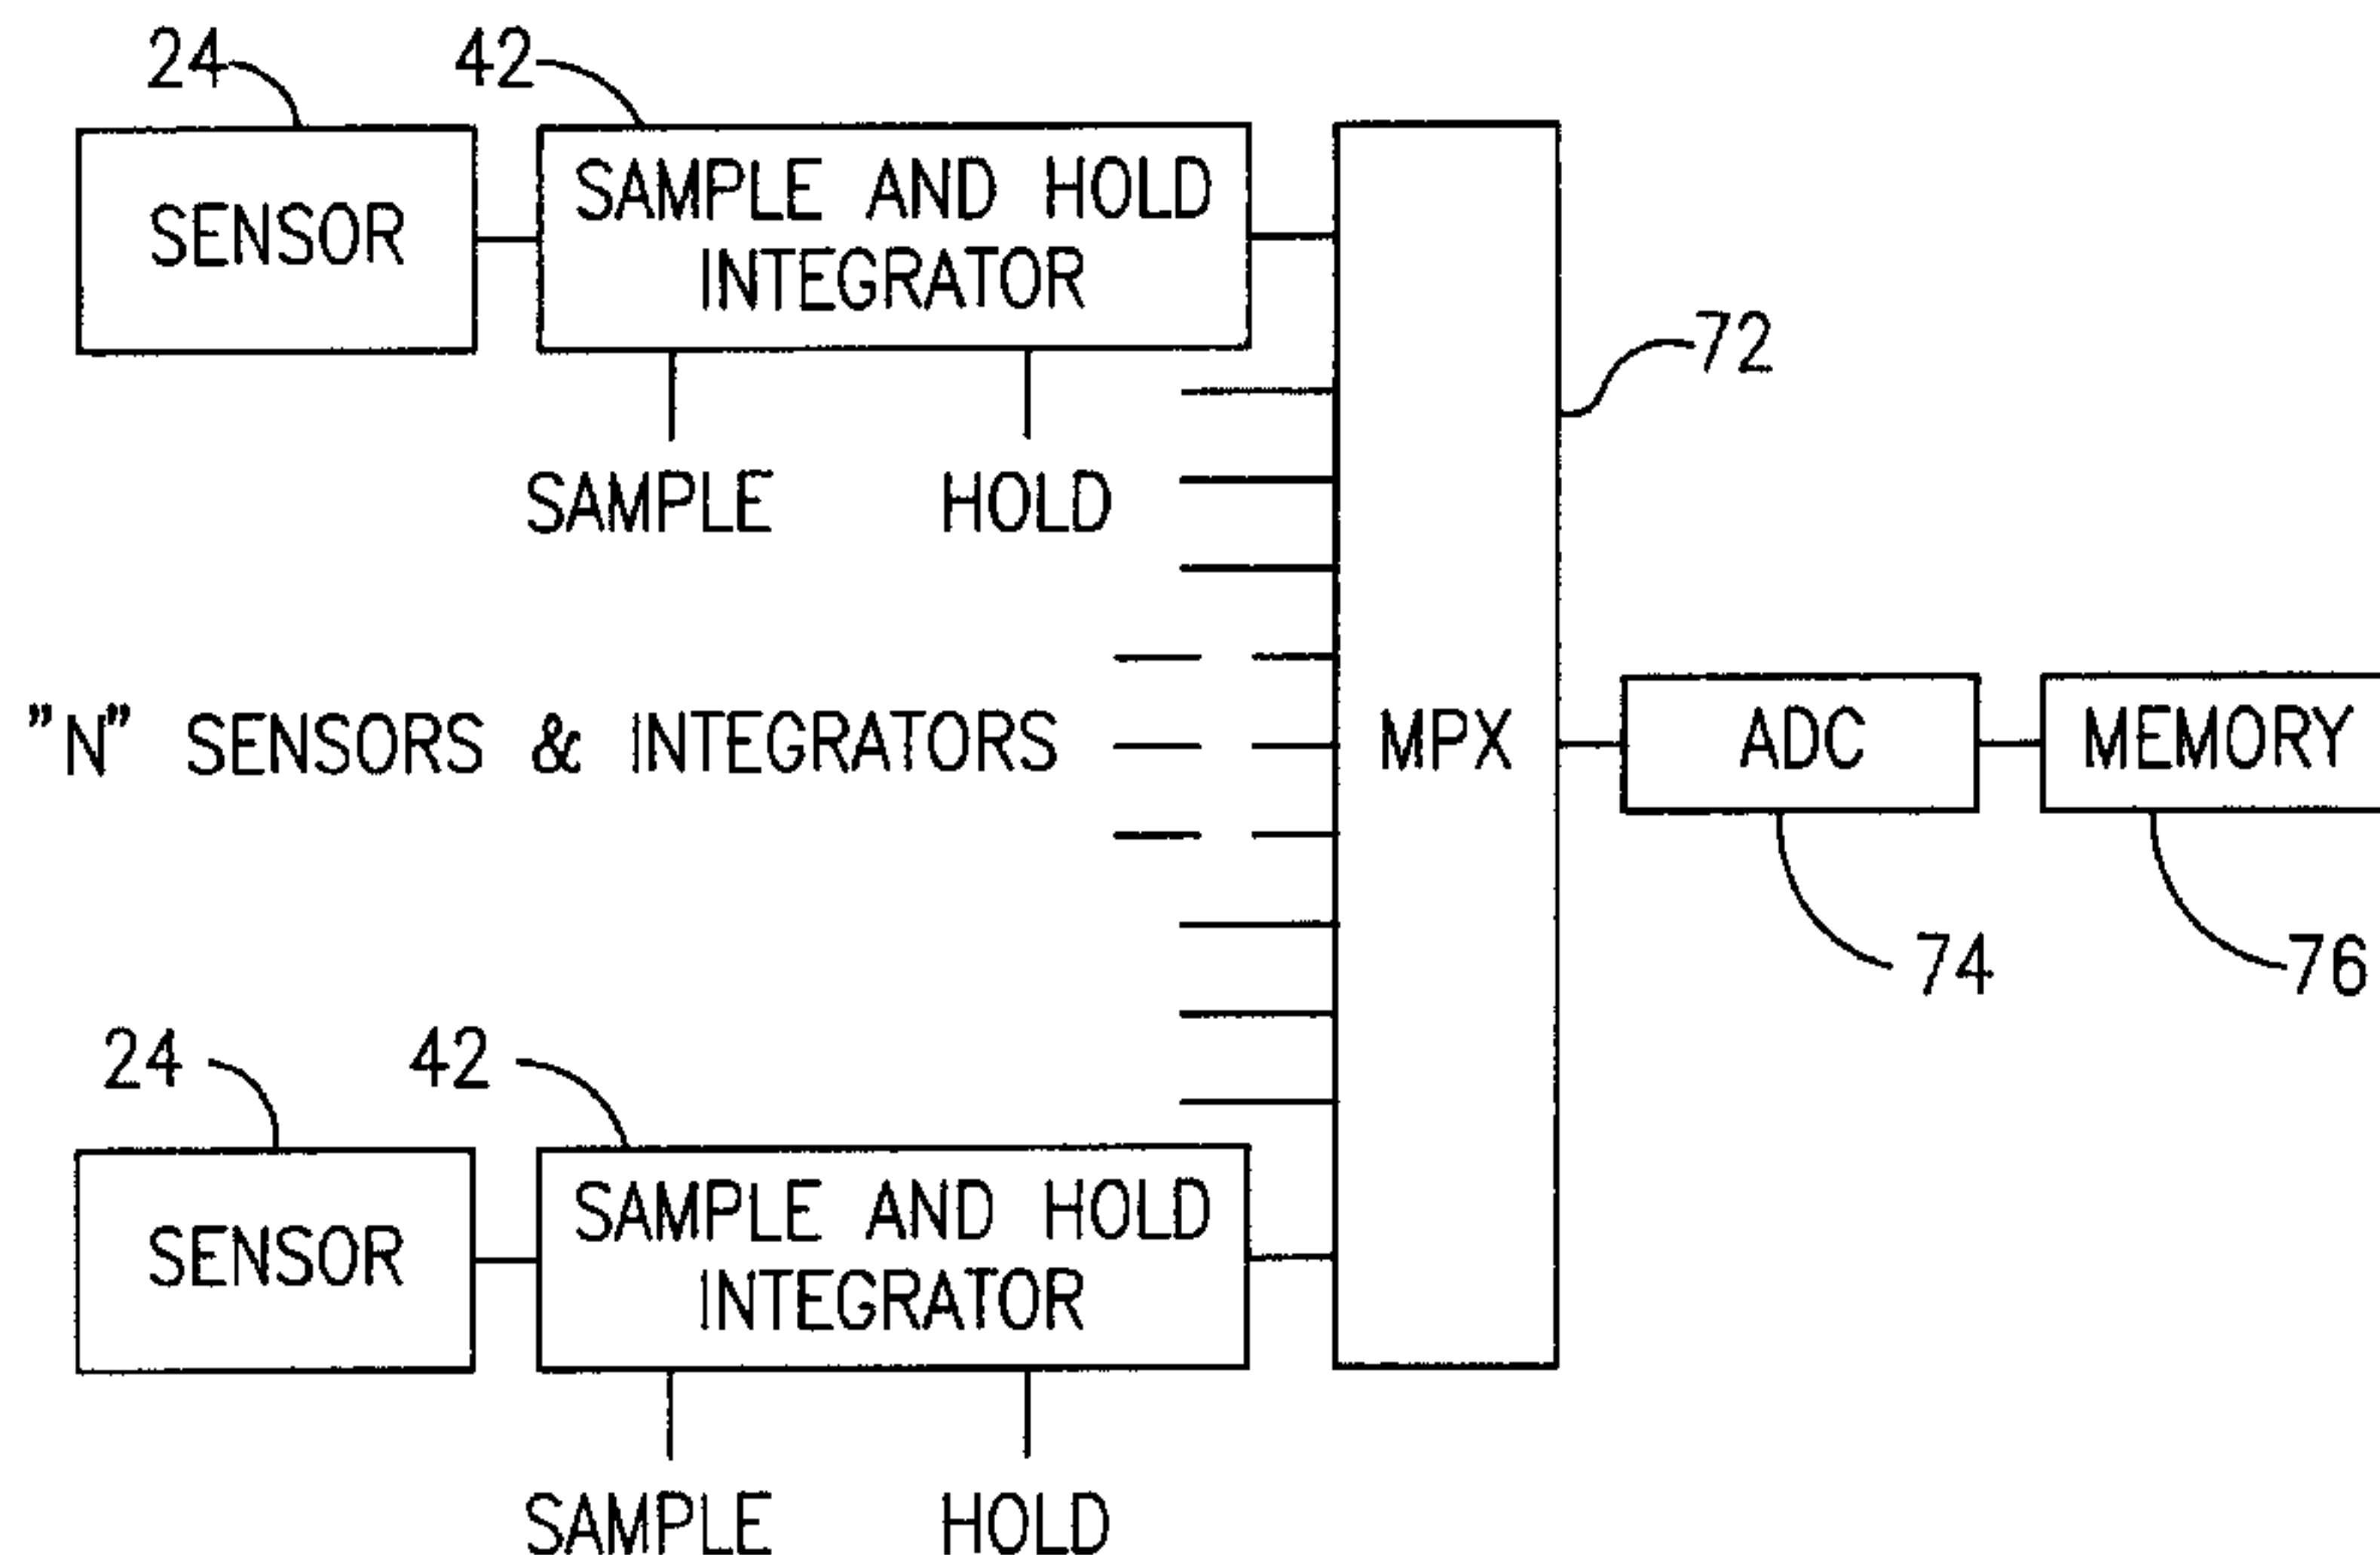 24
42
SENSOR
SAMPLE AND HOLD
INTEGRATOR
72
SAMPLE
HOLD
"N" SENSORS & INTEGRATORS
MPX
ADC
MEMORY
74
76
24
42
SENSOR
SAMPLE AND HOLD
INTEGRATOR
SAMPLE
HOLD